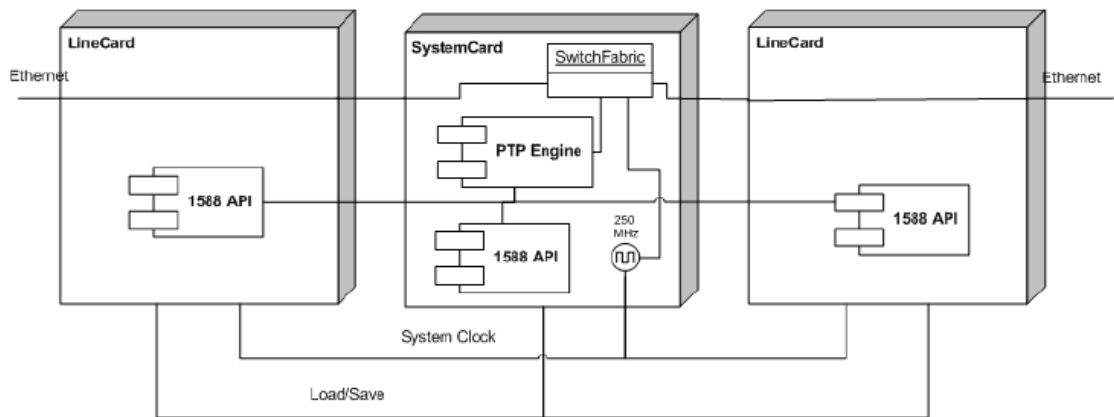 LineCard
SystemCard
LineCard
SwitchFabric
Ethernet
Ethernet
PTP Engine
1588 API
1588 API
250
MHz
1588 API
System Clock
Load/Save